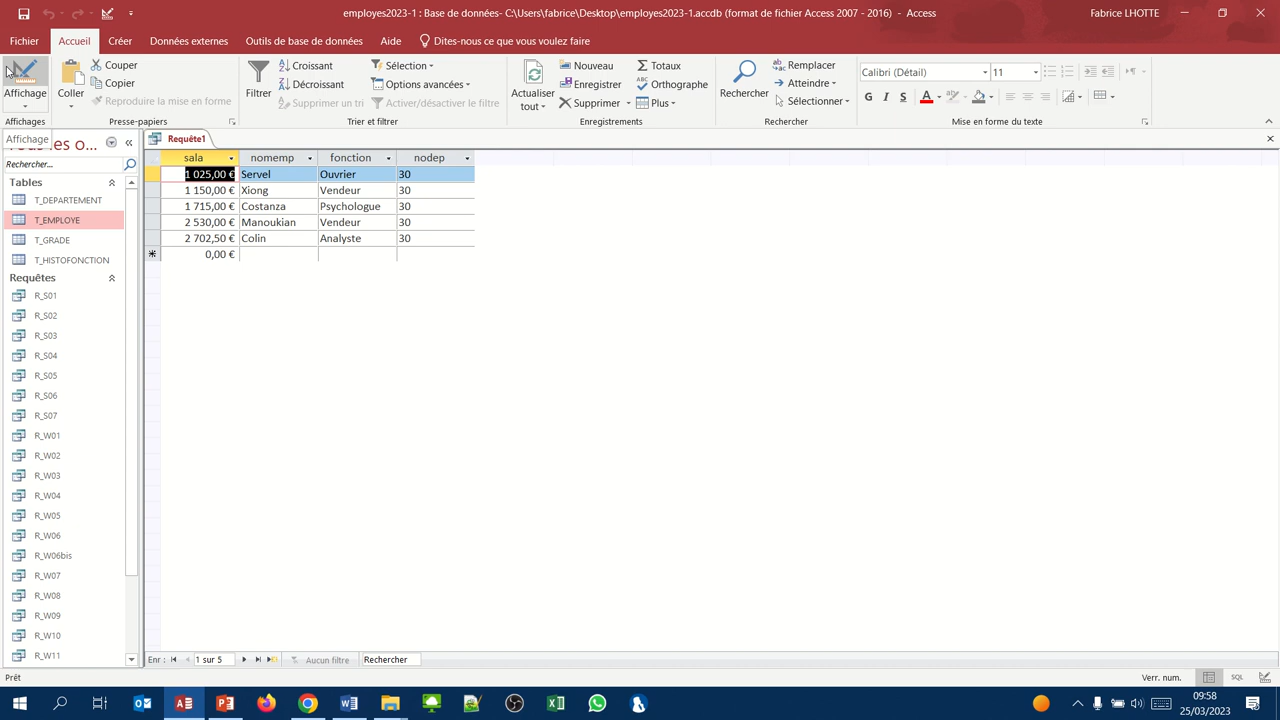 employes2023-1 : Base de données- C:\Users\fabrice\Desktop\employes2023-1.accdb (format de fichier Access 2007 - 2016) - Access
Fabrice LHOTTE
Fichier Accueil Créer Données externes Outils de base de données Aide Dites-nous ce que vous voulez faire
Affichage
Affichages
Coller
Couper
Copier
Reproduire la mise en forme
Presse-papiers
Filtrer
Croissant
Décroissant
Supprimer un tri
Sélection
Options avancées
Activer/désactiver le filtre
Trier et filtrer
Actualiser
tout
Nouveau
Enregistrer
Supprimer
Totaux
Orthographe
Plus
Enregistrements
Rechercher
Remplacer
Atteindre
Sélectionner
Rechercher
Calibri (Détail) 11
G I S
Mise en forme du texte
Affichage
Rechercher...
Tables
T_DEPARTEMENT
T_EMPLOYE
T_GRADE
T_HISTOFONCTION
Requêtes
R_S01
R_S02
R_S03
R_S04
R_S05
R_S06
R_S07
R_W01
R_W02
R_W03
R_W04
R_W05
R_W06
R_W06bis
R_W07
R_W08
R_W09
R_W10
R_W11
Requête1
sala nomemp fonction nodep
1 025,00 € Servel Ouvrier 30
1 150,00 € Xiong Vendeur 30
1 715,00 € Costanza Psychologue 30
2 530,00 € Manoukian Vendeur 30
2 702,50 € Colin Analyste 30
0,00 €
Enr : 1 sur 5 Aucun filtre Rechercher
Prêt
Verr. num.
SQL
09:58
25/03/2023